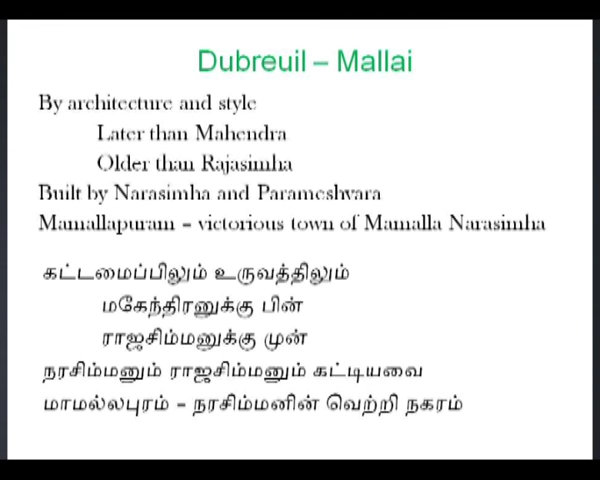 Dubreuil – Mallai
By architecture and style
Later than Mahendra
Older than Rajasimha
Built by Narasimha and Parameshvara
Mamallapuram – victorious town of Mamalla Narasimha
கட்டமைப்பிலும் உருவத்திலும்
மகேந்திரனுக்கு பின்
ராஜசிம்மனுக்கு முன்
நரசிம்மனும் ராஜசிம்மனும் கட்டியவை
மாமல்லபுரம் – நரசிம்மனின் வெற்றி நகரம்